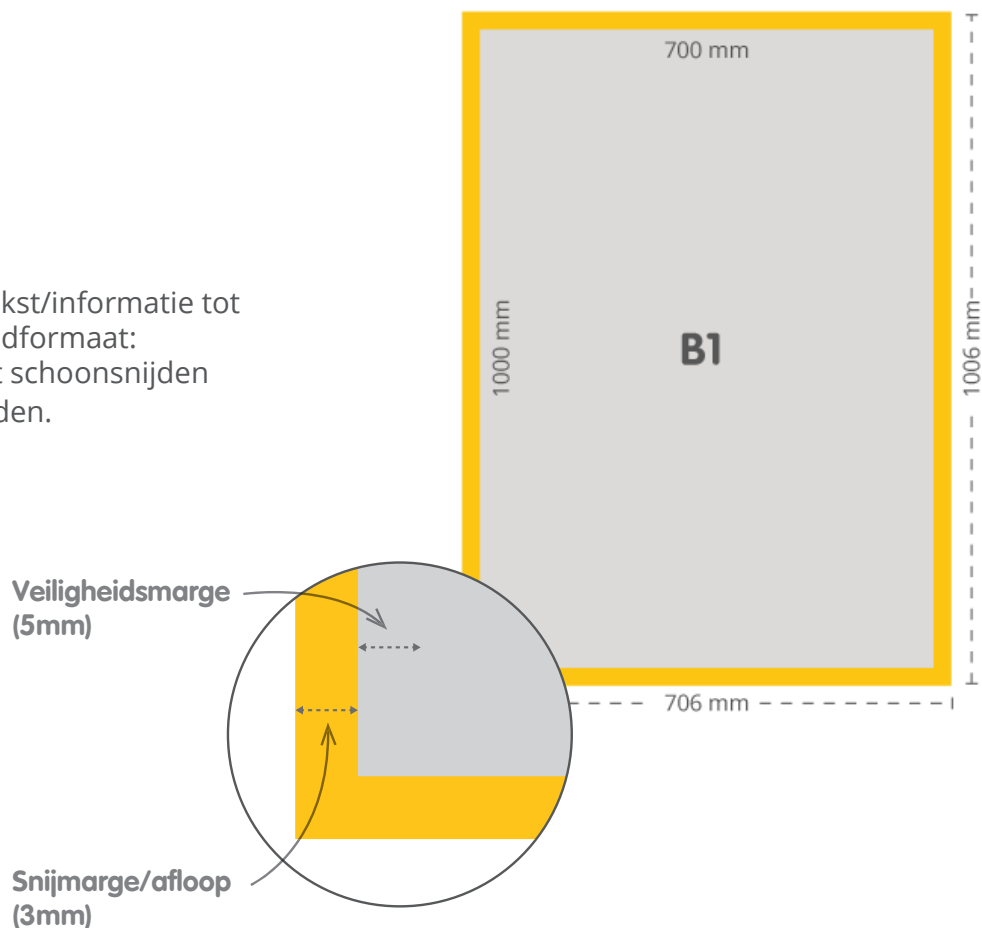 700 mm
kst/informatie tot
dformaat:
t schoonsnijden
den.
1000 mm
B1
1006 mm
Veiligheidsmarge
(5mm)
706 mm
Snijmarge/afloop
(3mm)